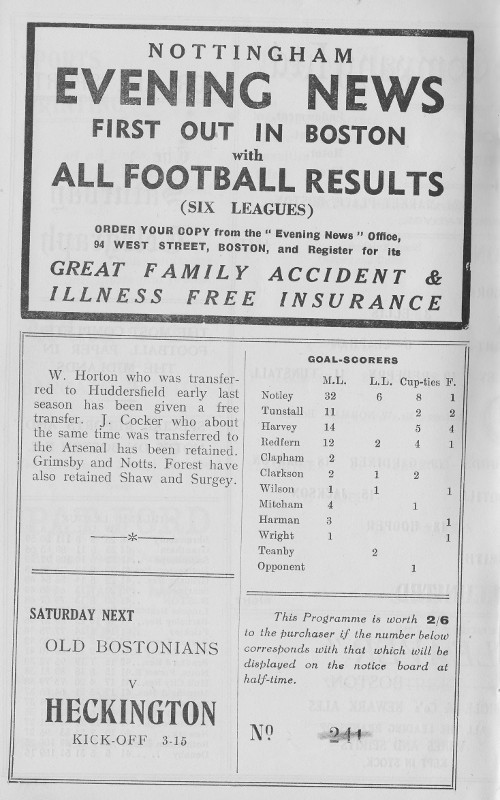 NOTTINGHAM
EVENING NEWS
FIRST OUT IN BOSTON
with
ALL FOOTBALL RESULTS
(SIX LEAGUES)
ORDER YOUR COPY from the "Evening News" Office,
94 WEST STREET, BOSTON, and Register for its
GREAT FAMILY ACCIDENT &
ILLNESS FREE INSURANCE
W. Horton who was transfer-
red to Huddersfield early last
season has been given a free
transfer. J. Cocker who about
the same time was transferred to
the Arsenal has been retained.
Grimsby and Notts. Forest have
also retained Shaw and Surgey.
SATURDAY NEXT
OLD BOSTONIANS
V
HECKINGTON
KICK-OFF 3-15
GOAL-SCORERS
M.L. L.L. Cup-ties F.
Notley 32 6 8 1
Tunstall 11 2 2
Harvey 14 5 4
Redfern 12 2 4 1
Clapham 2
Clarkson 2 1 2
Wilson 1 1 1
Mitcham 4 1
Harman 3 1
Wright 1 1
Teanby 2
Opponent 1
This Programme is worth 2/6
to the purchaser if the number below
corresponds with that which will be
displayed on the notice board at
half-time.
No 241